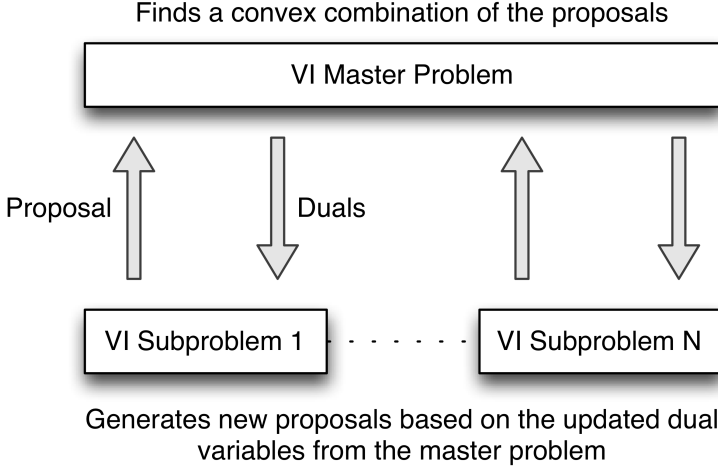 Finds a convex combination of the proposals
VI Master Problem
Proposal
Duals
VI Subproblem 1
VI Subproblem N
Generates new proposals based on the updated dual
variables from the master problem